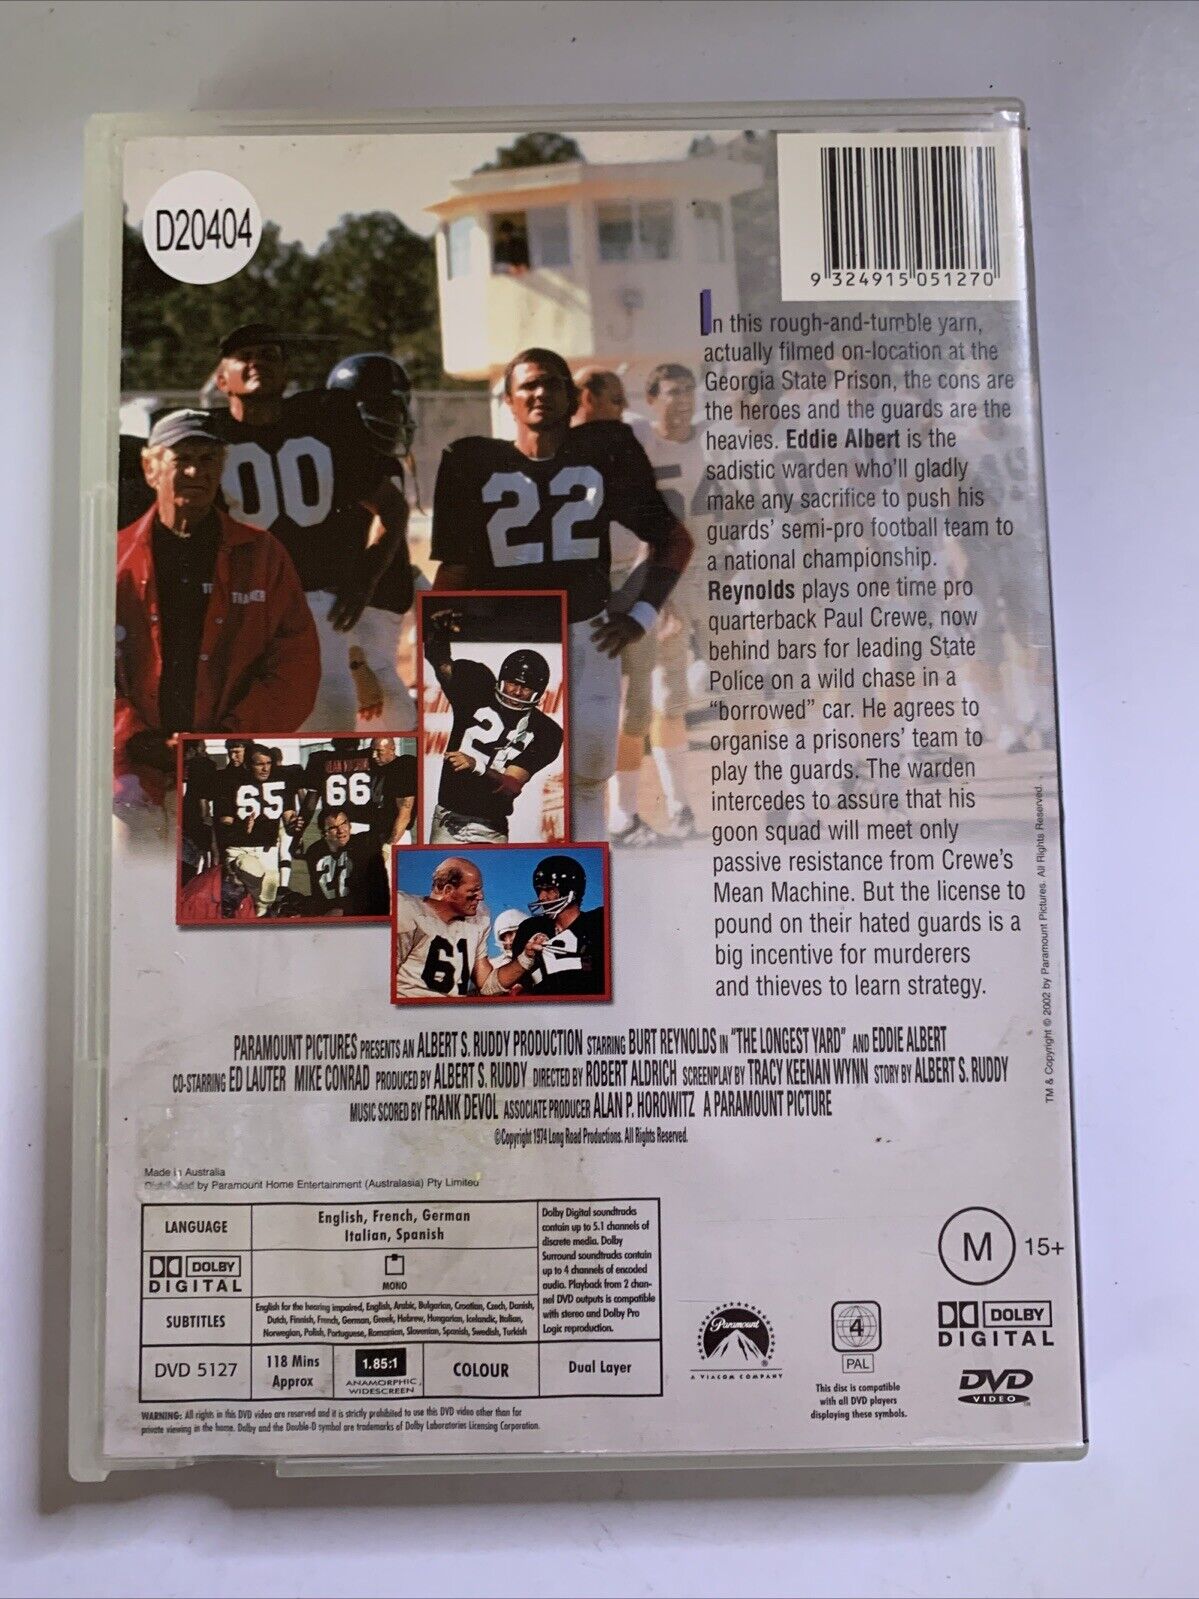 D20404
9 324915 051270
In this rough-and-tumble yarn,
actually filmed on-location at the
Georgia State Prison, the cons are
the heroes and the guards are the
heavies. Eddie Albert is the
sadistic warden who'll gladly
make any sacrifice to push his
guards' semi-pro football team to
a national championship.
Reynolds plays one time pro
quarterback Paul Crewe, now
behind bars for leading State
Police on a wild chase in a
"borrowed" car. He agrees to
organise a prisoners' team to
play the guards. The warden
intercedes to assure that his
goon squad will meet only
passive resistance from Crewe's
Mean Machine. But the license to
pound on their hated guards is a
big incentive for murderers
and thieves to learn strategy.
00
22
TRAINER
54
22
65
66
22
61
22
TM & Copyright © 2002 by Paramount Pictures. All Rights Reserved.
PARAMOUNT PICTURES PRESENTS AN ALBERT S. RUDDY PRODUCTION STARRING BURT REYNOLDS IN "THE LONGEST YARD" AND EDDIE ALBERT
CO-STARRING ED LAUTER MIKE CONRAD PRODUCED BY ALBERT S. RUDDY DIRECTED BY ROBERT ALDRICH SCREENPLAY BY TRACY KEENAN WYNN STORY BY ALBERT S. RUDDY
MUSIC SCORED BY FRANK DEVOL ASSOCIATE PRODUCER ALAN P. HOROWITZ A PARAMOUNT PICTURE
©Copyright 1974 Long Road Productions. All Rights Reserved.
Made in Australia
Distributed by Paramount Home Entertainment (Australasia) Pty Limited
LANGUAGE
English, French, German
Italian, Spanish
DOLBY
DIGITAL
MONO
SUBTITLES
English for the hearing impaired, English, Arabic, Bulgarian, Croatian, Czech, Danish,
Dutch, Finnish, French, German, Greek, Hebrew, Hungarian, Icelandic, Italian,
Norwegian, Polish, Portuguese, Romanian, Slovenian, Spanish, Swedish, Turkish
Dolby Digital soundtracks
contain up to 5.1 channels of
discrete media. Dolby
Surround soundtracks contain
up to 4 channels of encoded
audio. Playback from 2 chan-
nel DVD outputs is compatible
with stereo and Dolby Pro
Logic reproduction.
DVD 5127
118 Mins
Approx
1.85:1
ANAMORPHIC
WIDESCREEN
COLOUR
Dual Layer
WARNING: All rights in this DVD video are reserved and it is strictly prohibited to use this DVD video other than for
private viewing in the home. Dolby and the Double-D symbol are trademarks of Dolby Laboratories Licensing Corporation.
Paramount
A VIACOM COMPANY
4
PAL
This disc is compatible
with all DVD players
displaying these symbols.
M 15+
DOLBY
DIGITAL
DVD
VIDEO